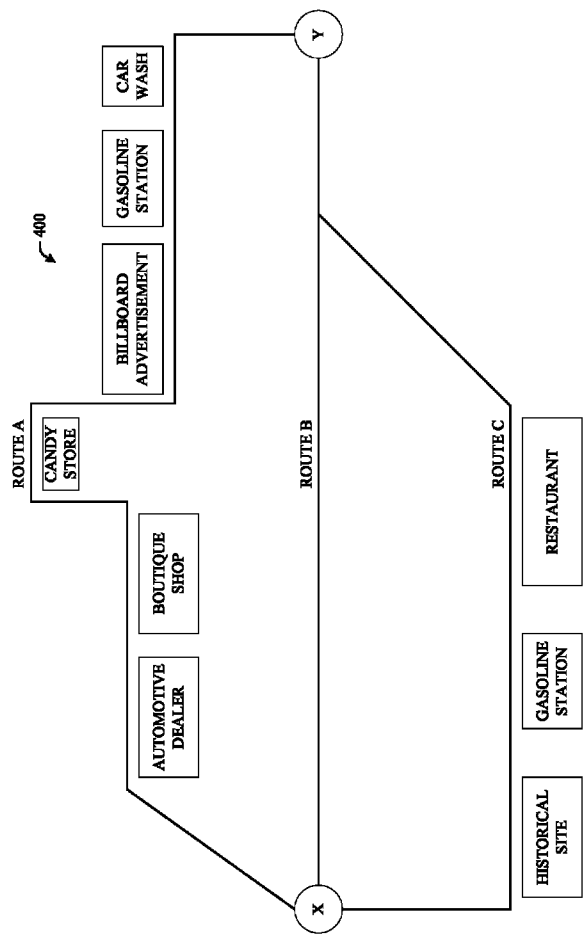 400
ROUTE A
CANDY
STORE
BILLBOARD
ADVERTISEMENT
GASOLINE
STATION
CAR
WASH
AUTOMOTIVE
DEALER
BOUTIQUE
SHOP
X
ROUTE B
Y
ROUTE C
HISTORICAL
SITE
GASOLINE
STATION
RESTAURANT